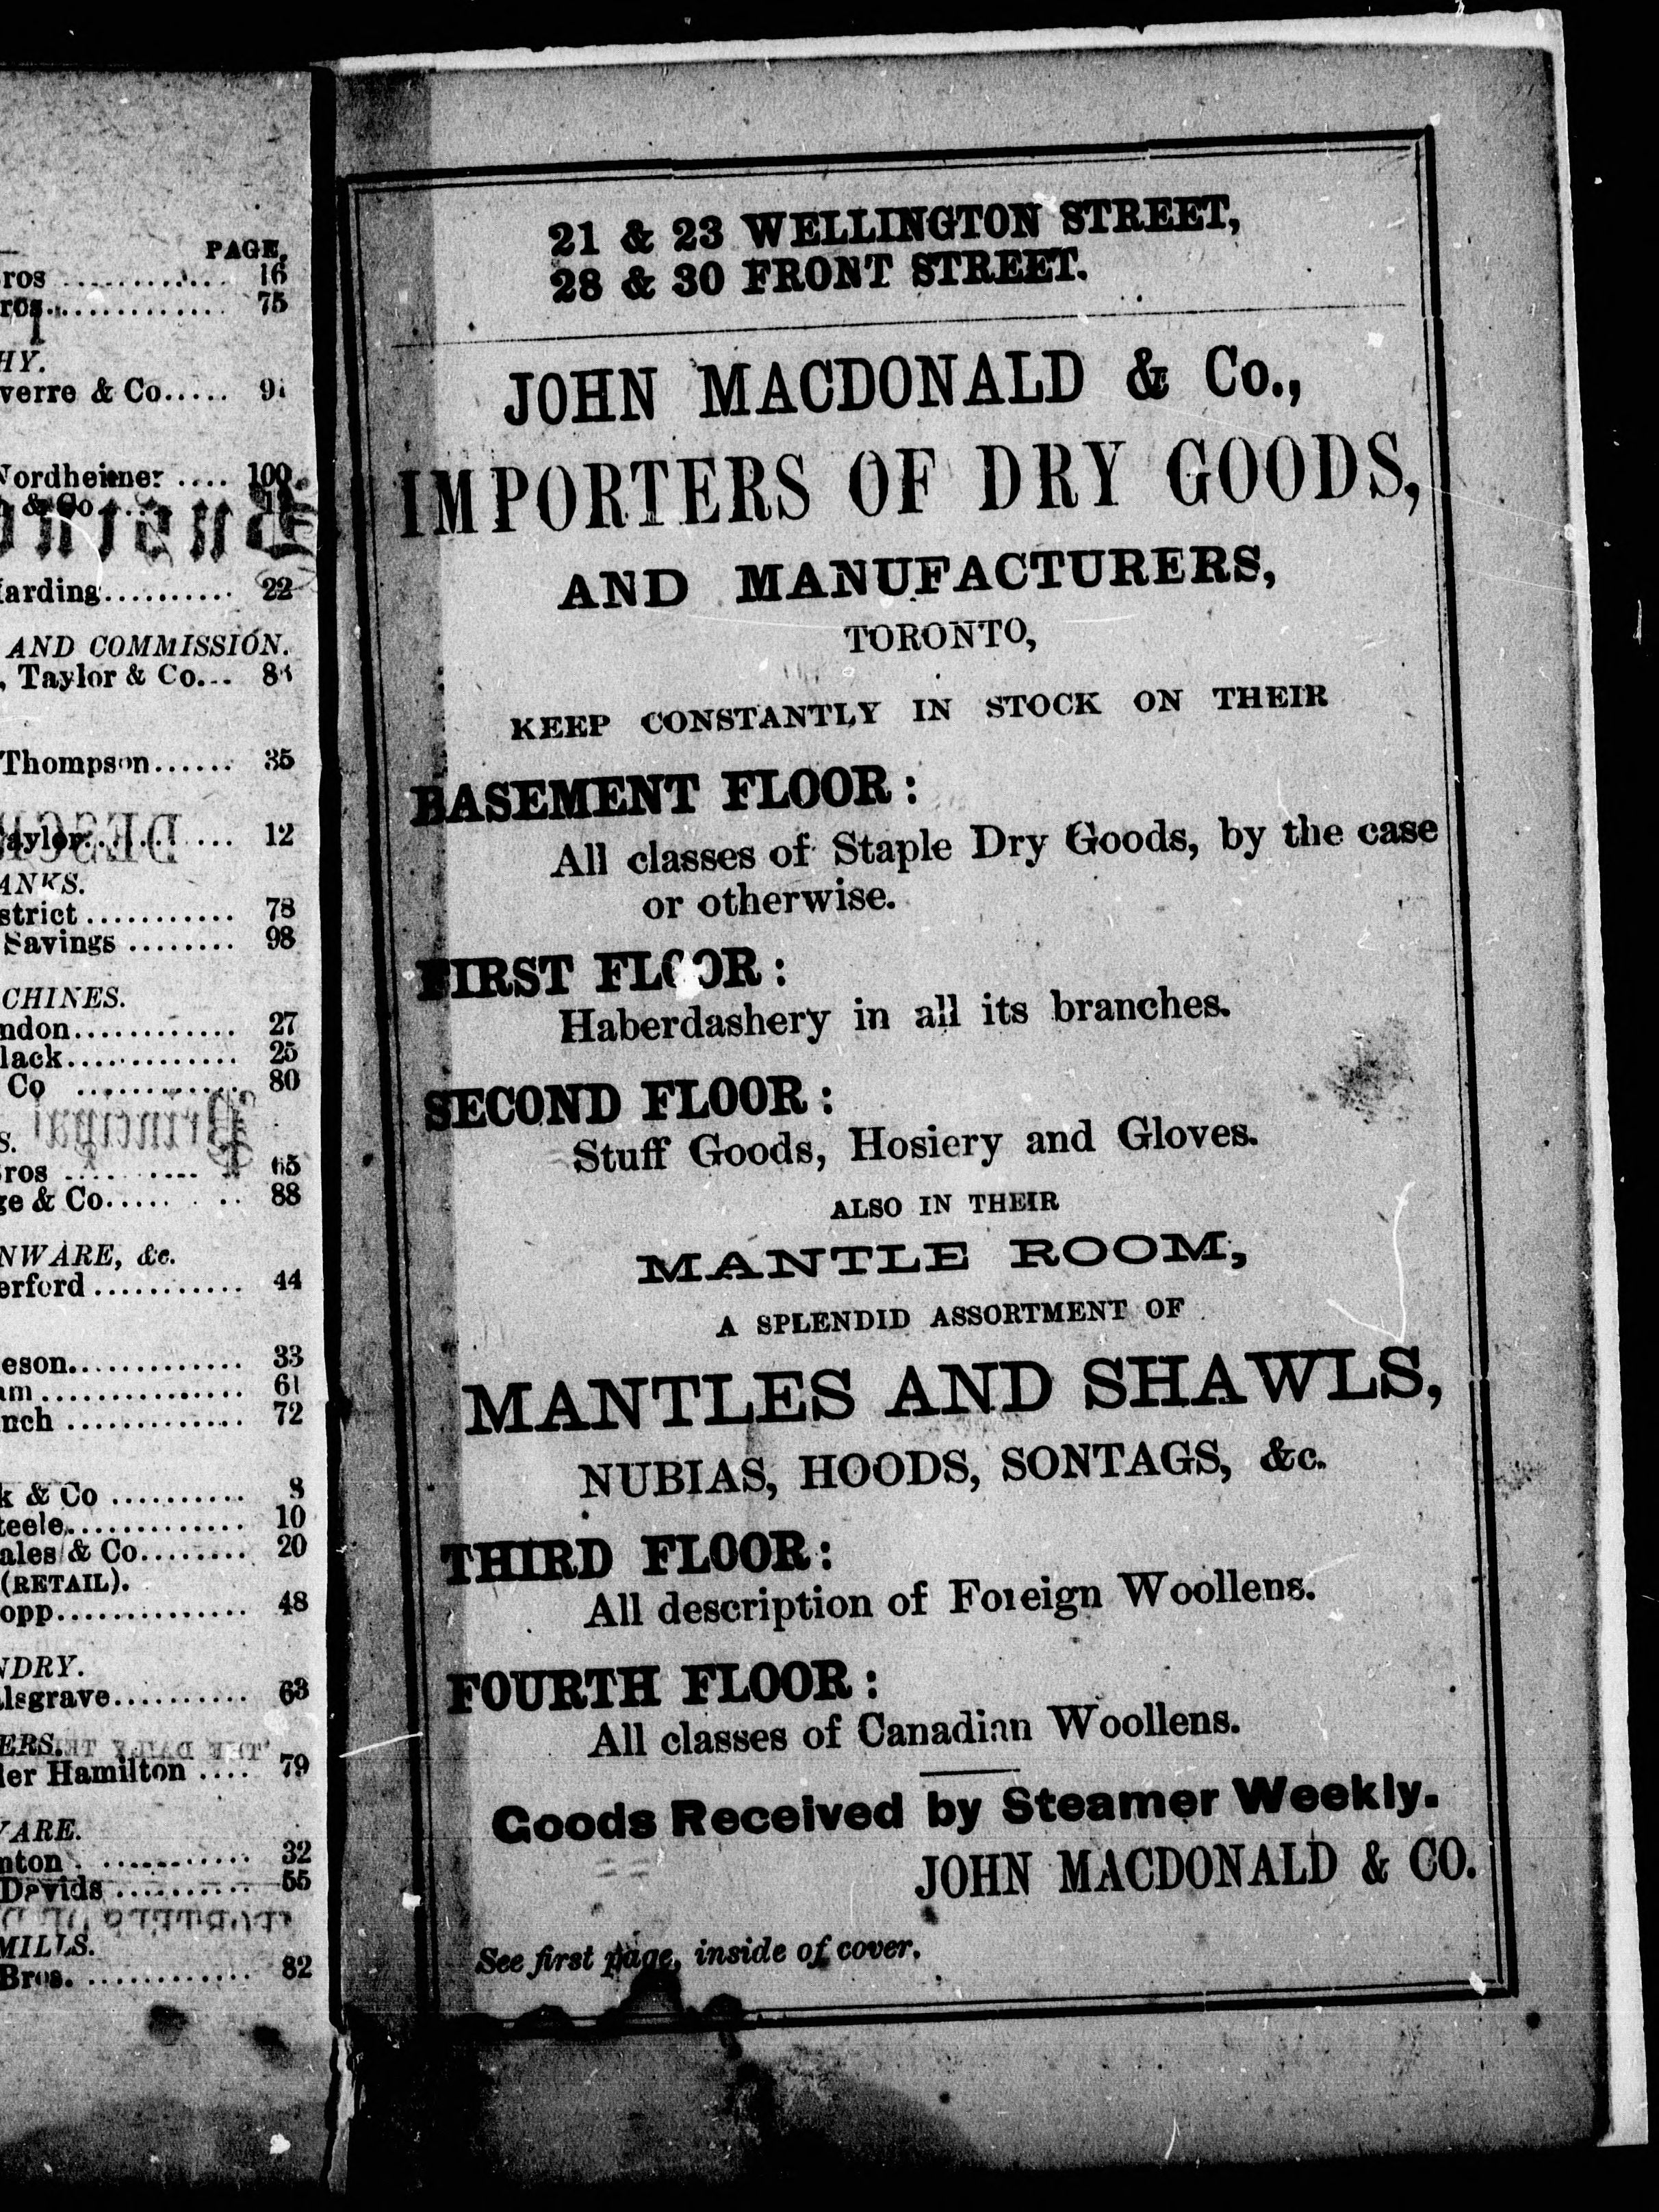 PAGE,
ros 16
ros 75
HY.
verre & Co..... 9
Nordheimer .... 100
& Co
arding.......... 22
AND COMMISSION.
, Taylor & Co... 8
Thompson...... 35
aylor 12
ANKS.
strict ........... 78
Savings ........ 98
CHINES.
ndon............ 27
lack............. 25
Co ............ 80
Principal
S.
ros 65
ge & Co..... .. 88
NWARE, &c.
erford ........... 44
eson............. 33
am ............... 61
nch ............. 72
k & Co .......... 8
teele............. 10
ales & Co........ 20
(RETAIL).
opp.............. 48
NDRY.
lsgrave.......... 63
ERS.
ler Hamilton .... 79
ARE.
nton ............ 32
Davids .......... 55
MILLS.
Bros. ............ 82
21 & 23 WELLINGTON STREET,
28 & 30 FRONT STREET.
JOHN MACDONALD & Co.,
IMPORTERS OF DRY GOODS,
AND MANUFACTURERS,
TORONTO,
KEEP CONSTANTLY IN STOCK ON THEIR
BASEMENT FLOOR:
All classes of Staple Dry Goods, by the case
or otherwise.
FIRST FLOOR:
Haberdashery in all its branches.
SECOND FLOOR:
Stuff Goods, Hosiery and Gloves.
ALSO IN THEIR
MANTLE ROOM,
A SPLENDID ASSORTMENT OF
MANTLES AND SHAWLS,
NUBIAS, HOODS, SONTAGS, &c.
THIRD FLOOR:
All description of Foreign Woollens.
FOURTH FLOOR:
All classes of Canadian Woollens.
Goods Received by Steamer Weekly.
JOHN MACDONALD & CO.
See first page, inside of cover.